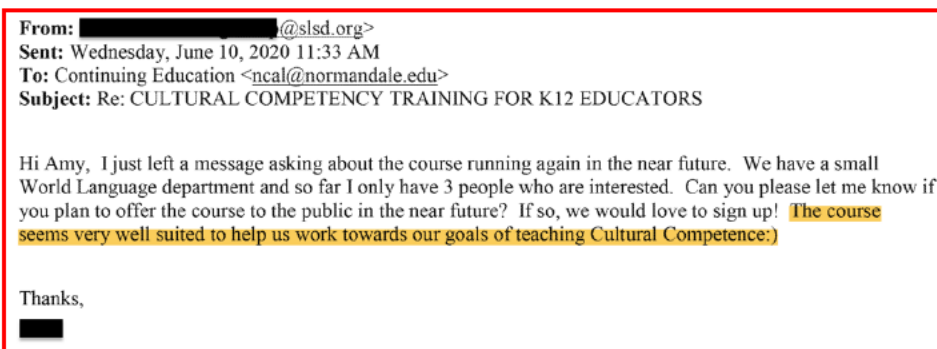 From: @slsd.org>
Sent: Wednesday, June 10, 2020 11:33 AM
To: Continuing Education <ncal@normandale.edu>
Subject: Re: CULTURAL COMPETENCY TRAINING FOR K12 EDUCATORS
Hi Amy, I just left a message asking about the course running again in the near future. We have a small
World Language department and so far I only have 3 people who are interested. Can you please let me know if
you plan to offer the course to the public in the near future? If so, we would love to sign up! The course
seems very well suited to help us work towards our goals of teaching Cultural Competence:)
Thanks,